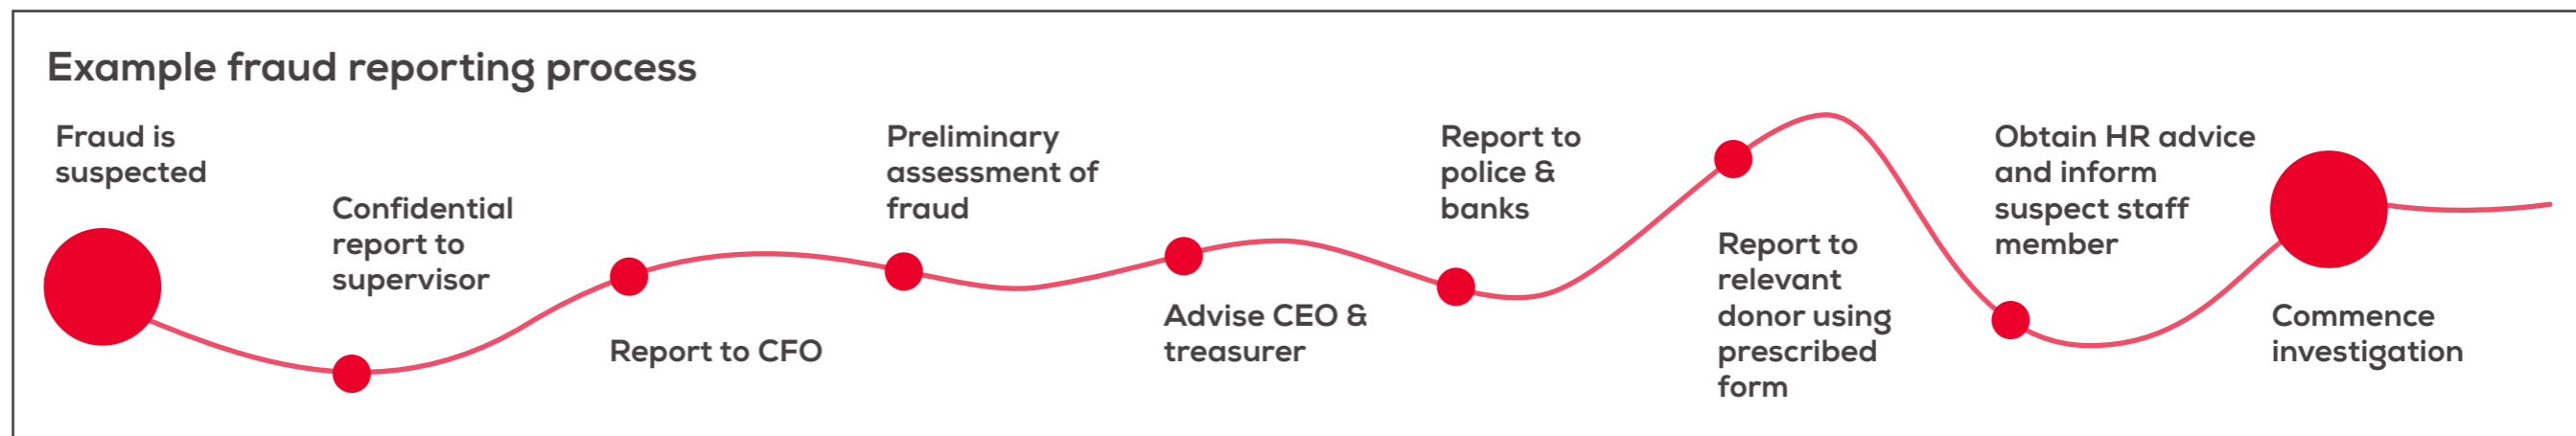 Example fraud reporting process
Fraud is
suspected
Confidential
report to
supervisor
Report to CFO
Preliminary
assessment of
fraud
Advise CEO &
treasurer
Report to
police &
banks
Report to
relevant
donor using
prescribed
form
Obtain HR advice
and inform
suspect staff
member
Commence
investigation